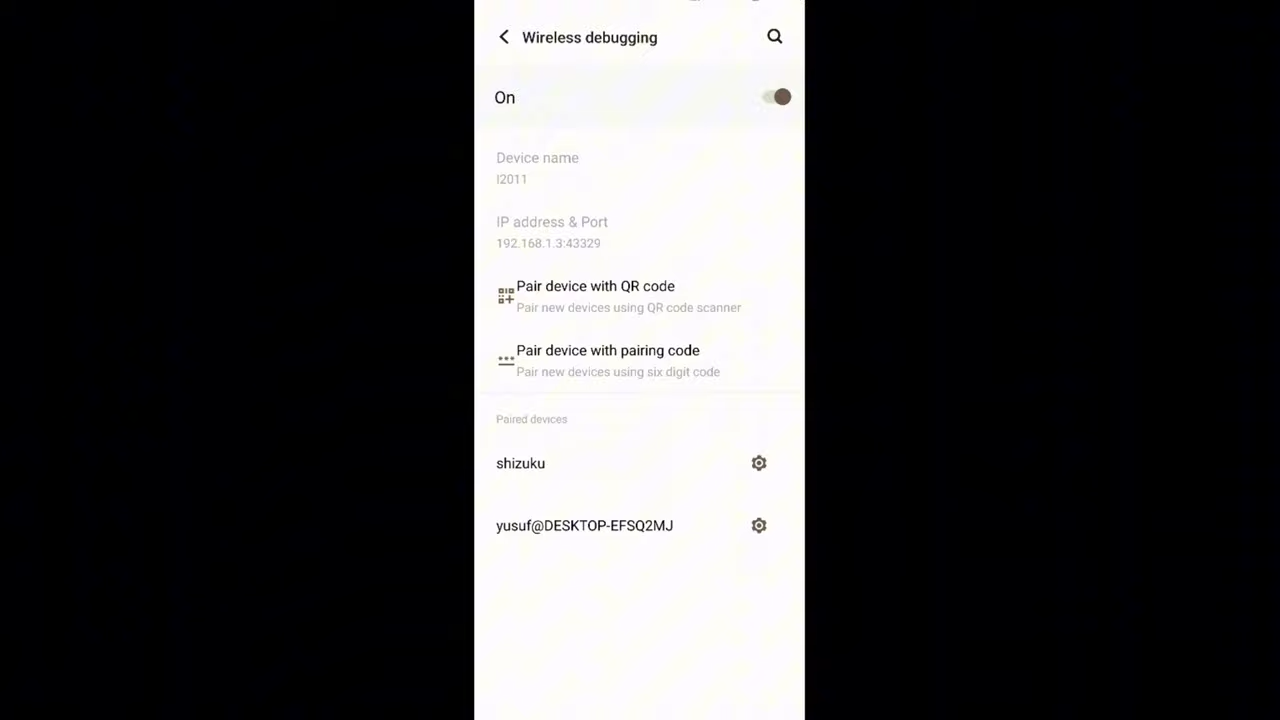 Wireless debugging
On
Device name
I2011
IP address & Port
192.168.1.3:43329
Pair device with QR code
Pair new devices using QR code scanner
Pair device with pairing code
Pair new devices using six digit code
Paired devices
shizuku
yusuf@DESKTOP-EFSQ2MJ